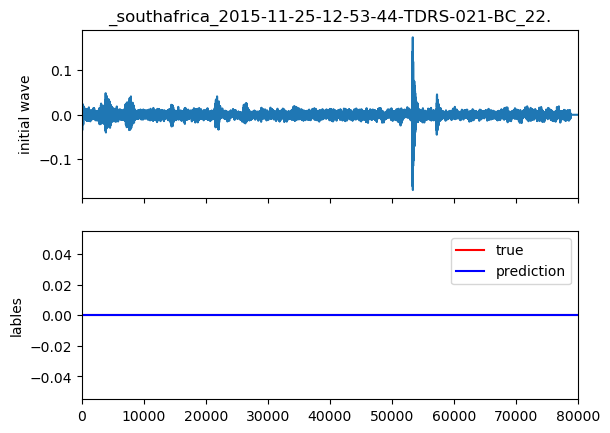 _southafrica_2015-11-25-12-53-44-TDRS-021-BC_22.
0.1
0.0
−0.1
initial wave
true
prediction
0.04
0.02
0.00
−0.02
−0.04
lables
0 10000 20000 30000 40000 50000 60000 70000 80000